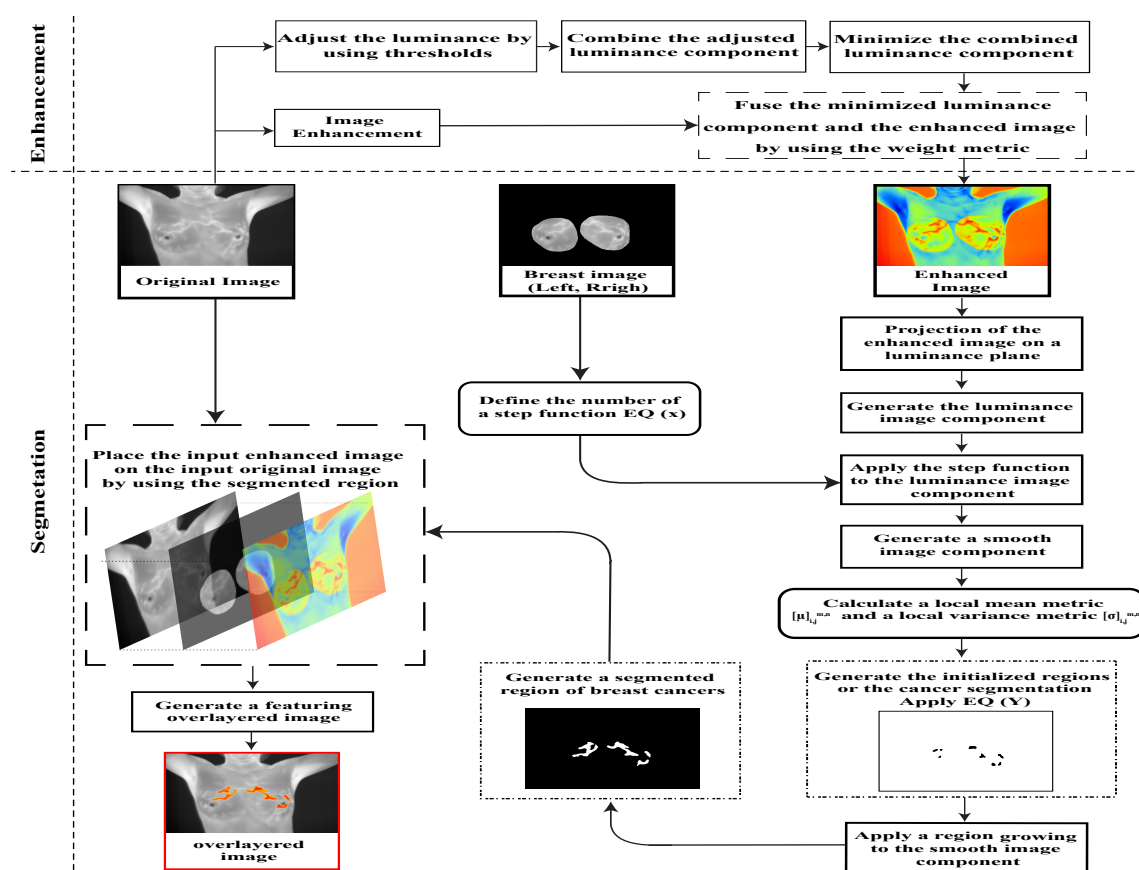 Enhancement
Adjust the luminance by
using thresholds
Combine the adjusted
luminance component
Minimize the combined
luminance component
Image
Enhancement
Fuse the minimized luminance
component and the enhanced image
by using the weight metric
Segmetation
Original Image
Breast image
(Left, Rrigh)
Enhanced
Image
Projection of the
enhanced image on a
luminance plane
Define the number of
a step function EQ (x)
Generate the luminance
image component
Place the input enhanced image
on the input original image
by using the segmented region
Apply the step function
to the luminance image
component
Generate a smooth
image component
Calculate a local mean metric
[μ]i,j m,n and a local variance metric [σ]i,j m,n
Generate a segmented
region of breast cancers
Generate the initialized regions
or the cancer segmentation
Apply EQ (Y)
Generate a featuring
overlayered image
overlayered
image
Apply a region growing
to the smooth image
component